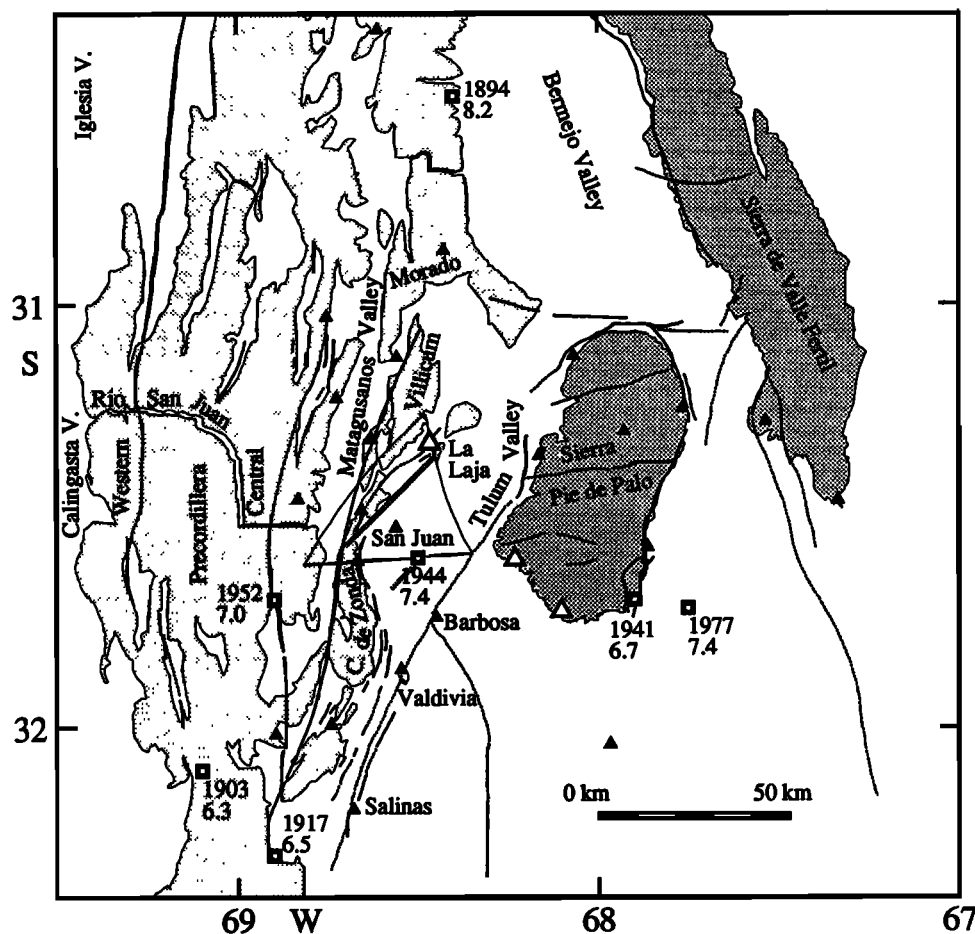 Iglesia V.
1894
8.2
Bermejo Valley
Sierra de Valle Fertil
Morado
31
S
Matagusanos Valley
Villicúm
Río San Juan
Calingasta V.
Western
Central
Precordillera
La
Laja
Tulum Valley
Sierra
Pie de Palo
San Juan
1944
7.4
1952
7.0
C. de Zonda
Barbosa
1941
6.7
1977
7.4
Valdivia
32
1903
6.3
1917
6.5
Salinas
0 km
50 km
69
W
68
67